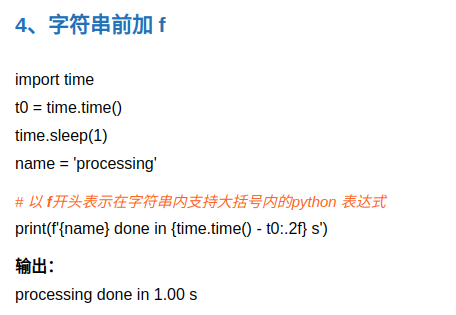 4、字符串前加 f
import time
t0 = time.time()
time.sleep(1)
name = 'processing'
# 以 f开头表示在字符串内支持大括号内的python 表达式
print(f'{name} done in {time.time() - t0:.2f} s')
输出：
processing done in 1.00 s